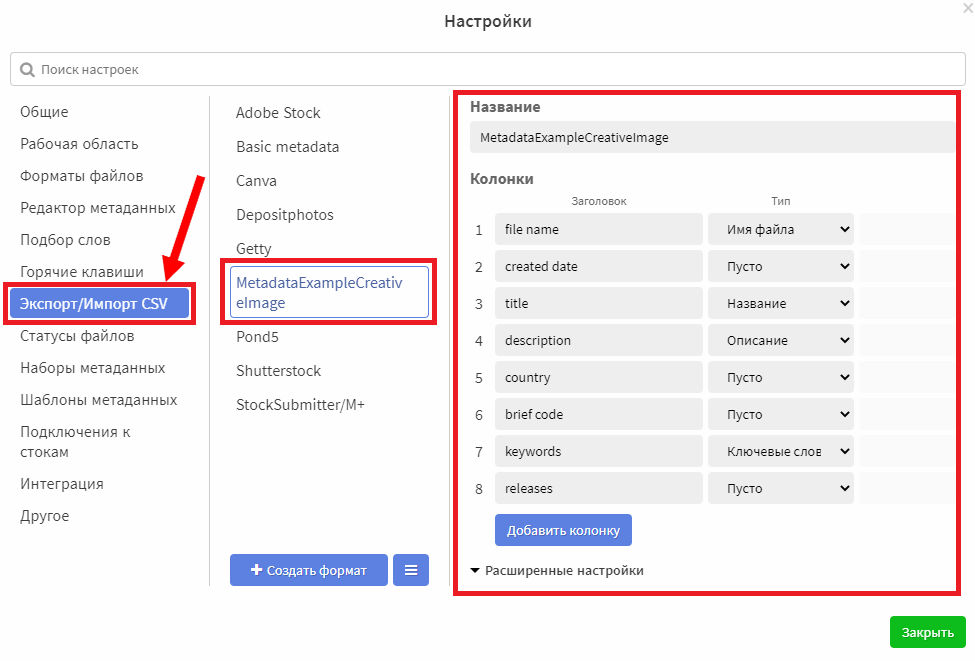 Настройки
Поиск настроек
Общие
Рабочая область
Форматы файлов
Редактор метаданных
Подбор слов
Горячие клавиши
Экспорт/Импорт CSV
Статусы файлов
Наборы метаданных
Шаблоны метаданных
Подключения к
стокам
Интеграция
Другое
Adobe Stock
Basic metadata
Canva
Depositphotos
Getty
MetadataExampleCreativ
eImage
Pond5
Shutterstock
StockSubmitter/M+
Создать формат
Название
MetadataExampleCreativeImage
Колонки
Заголовок Тип
1 file name Имя файла
2 created date Пусто
3 title Название
4 description Описание
5 country Пусто
6 brief code Пусто
7 keywords Ключевые слов
8 releases Пусто
Добавить колонку
Расширенные настройки
Закрыть